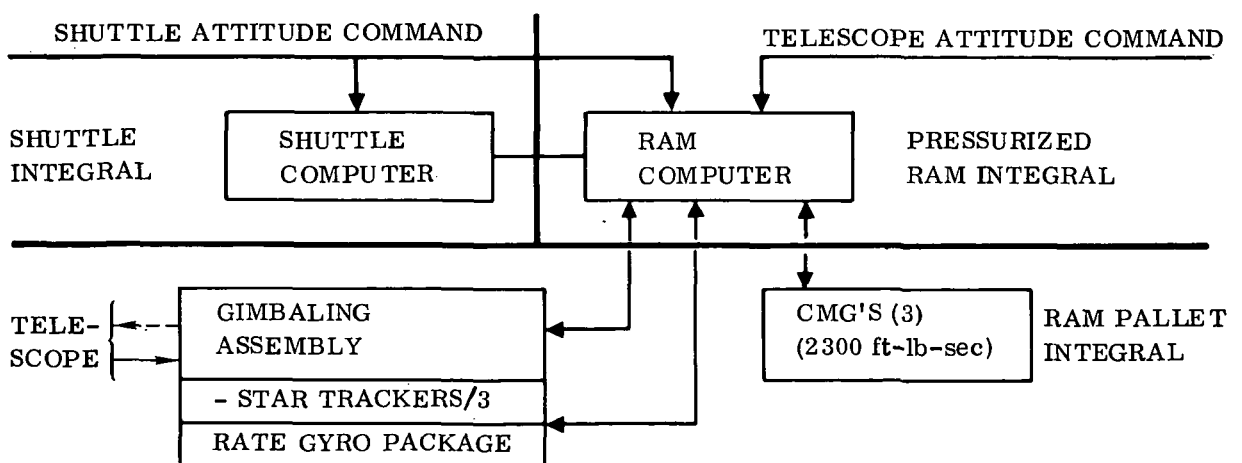 SHUTTLE ATTITUDE COMMAND
TELESCOPE ATTITUDE COMMAND
SHUTTLE
INTEGRAL
SHUTTLE
COMPUTER
RAM
COMPUTER
PRESSURIZED
RAM INTEGRAL
TELE-
SCOPE
GIMBALING
ASSEMBLY
- STAR TRACKERS/3
RATE GYRO PACKAGE
CMG'S (3)
(2300 ft-lb-sec)
RAM PALLET
INTEGRAL